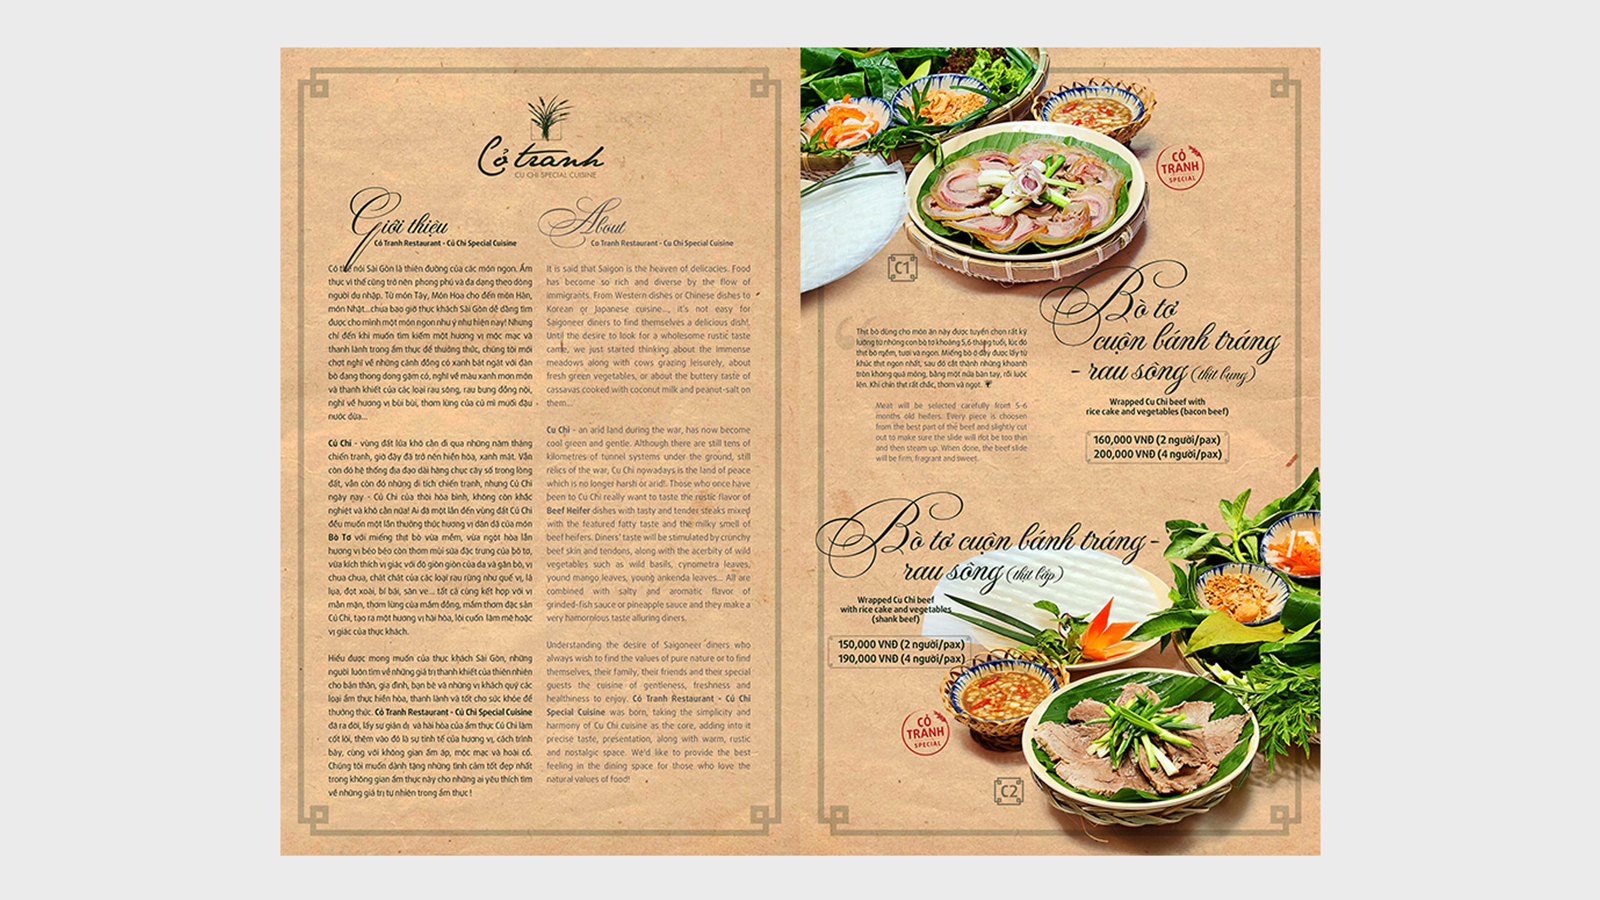 Cỏ tranh
CU CHI SPECIAL CUISINE
Giới thiệu
Cỏ Tranh Restaurant - Củ Chi Special Cuisine
Có thể nói Sài Gòn là thiên đường của các món ngon. Ẩm
thực vì thế cũng trở nên phong phú và đa dạng theo dòng
người du nhập. Từ món Tây, Món Hoa cho đến món Hàn,
món Nhật...chưa bao giờ thực khách Sài Gòn dễ dàng tìm
được cho mình một món ngon như ý như hiện nay! Nhưng
chỉ đến khi muốn tìm kiếm một hương vị mộc mạc và
thanh lành trong ẩm thực để thưởng thức, chúng tôi mới
chợt nghĩ về những cánh đồng cỏ xanh bát ngát với đàn
bò đang thong dong gặm cỏ, nghĩ về màu xanh mơn mởn
và thanh khiết của các loại rau sông, rau bưng đồng nội,
nghĩ về hương vị bùi bùi, thơm lừng của củ mì muối đậu
nước dừa...
Củ Chi - vùng đất lửa khô cằn đi qua những năm tháng
chiến tranh, giờ đây đã trở nên hiền hòa, xanh mát. Vẫn
còn đó hệ thống địa đạo dài hàng chục cây số trong lòng
đất, vẫn còn đó những di tích chiến tranh, nhưng Củ Chi
ngày nay - Củ Chi của thời hòa bình, không còn khắc
nghiệt và khô cằn nữa! Ai đã một lần đến vùng đất Củ Chi
đều muốn một lần thưởng thức hương vị dân dã của món
Bò Tơ với miếng thịt bò vừa mềm, vừa ngọt hòa lẫn
hương vị béo béo còn thơm mùi sữa đặc trưng của bò tơ,
vừa kích thích vị giác với độ giòn giòn của da và gân bò, vị
chua chua, chát chát của các loại rau rừng như quế vị, lá
lụa, đọt xoài, bí bái, săn ve... tất cả cùng kết hợp với vị
mằn mặn, thơm lừng của mắm đồng, mắm thơm đặc sản
Củ Chi, tạo ra một hương vị hài hòa, lôi cuốn làm mê hoặc
vị giác của thực khách.
Hiểu được mong muốn của thực khách Sài Gòn, những
người luôn tìm về những giá trị thanh khiết của thiên nhiên
cho bản thân, gia đình, bạn bè và những vị khách quý các
loại ẩm thực hiền hòa, thanh lành và tốt cho sức khỏe để
thưởng thức. Cỏ Tranh Restaurant - Củ Chi Special Cuisine
đã ra đời, lấy sự giản dị và hài hòa của ẩm thực Củ Chi làm
cốt lõi, thêm vào đó là sự tinh tế của hương vị, cách trình
bày, cùng với không gian ấm áp, mộc mạc và hoài cổ.
Chúng tôi muốn dành tặng những tình cảm tốt đẹp nhất
trong không gian ẩm thực này cho những ai yêu thích tìm
về những giá trị tự nhiên trong ẩm thực !
About
Co Tranh Restaurant - Cu Chi Special Cuisine
It is said that Saigon is the heaven of delicacies. Food
has become so rich and diverse by the flow of
immigrants. From Western dishes or Chinese dishes to
Korean or Japanese cuisine..., it's not easy for
Saigoneer diners to find themselves a delicious dish!.
Until the desire to look for a wholesome rustic taste
came, we just started thinking about the immense
meadows along with cows grazing leisurely, about
fresh green vegetables, or about the buttery taste of
cassavas cooked with coconut milk and peanut-salt on
them...
Cu Chi - an arid land during the war, has now become
cool green and gentle. Although there are still tens of
kilometres of tunnel systems under the ground, still
relics of the war, Cu Chi nowadays is the land of peace
which is no longer harsh or arid!. Those who once have
been to Cu Chi really want to taste the rustic flavor of
Beef Heifer dishes with tasty and tender steaks mixed
with the featured fatty taste and the milky smell of
beef heifers. Diners' taste will be stimulated by crunchy
beef skin and tendons, along with the acerbity of wild
vegetables such as wild basils, cynometra leaves,
young mango leaves, young ankenda leaves... All are
combined with salty and aromatic flavor of
grinded-fish sauce or pineapple sauce and they make a
very hamornious taste alluring diners.
Understanding the desire of Saigoneer diners who
always wish to find the values of pure nature or to find
themselves, their family, their friends and their special
guests the cuisine of gentleness, freshness and
healthiness to enjoy. Cỏ Tranh Restaurant - Củ Chi
Special Cuisine was born, taking the simplicity and
harmony of Cu Chi cuisine as the core, adding into it
precise taste, presentation, along with warm, rustic
and nostalgic space. We'd like to provide the best
feeling in the dining space for those who love the
natural values of food!
CỎ
TRANH
SPECIAL
C1
Bò tơ
cuộn bánh tráng
- rau sông (thịt bụng)
Wrapped Cu Chi beef with
rice cake and vegetables (bacon beef)
160,000 VNĐ (2 người/pax)
200,000 VNĐ (4 người/pax)
Thịt bò dùng cho món ăn này được tuyển chọn rất kỹ
lưỡng từ những con bò tơ khoảng 5,6 tháng tuổi, lúc đó
thịt bò mềm, tươi và ngon. Miếng bò ở đây được lấy từ
khúc thịt ngon nhất, sau đó cắt thành những khoanh
tròn không quá mỏng, bằng một nửa bàn tay, rồi luộc
lên. Khi chín thịt rất chắc, thơm và ngọt.
Meat will be selected carefully from 5-6
months old heifers. Every piece is choosen
from the best part of the beef and slightly cut
out to make sure the slide will not be too thin
and then steam up. When done, the beef slide
will be firm, fragrant and sweet.
Bò tơ cuộn bánh tráng -
rau sông (thịt bắp)
Wrapped Cu Chi beef
with rice cake and vegetables
(shank beef)
150,000 VNĐ (2 người/pax)
190,000 VNĐ (4 người/pax)
CỎ
TRANH
SPECIAL
C2